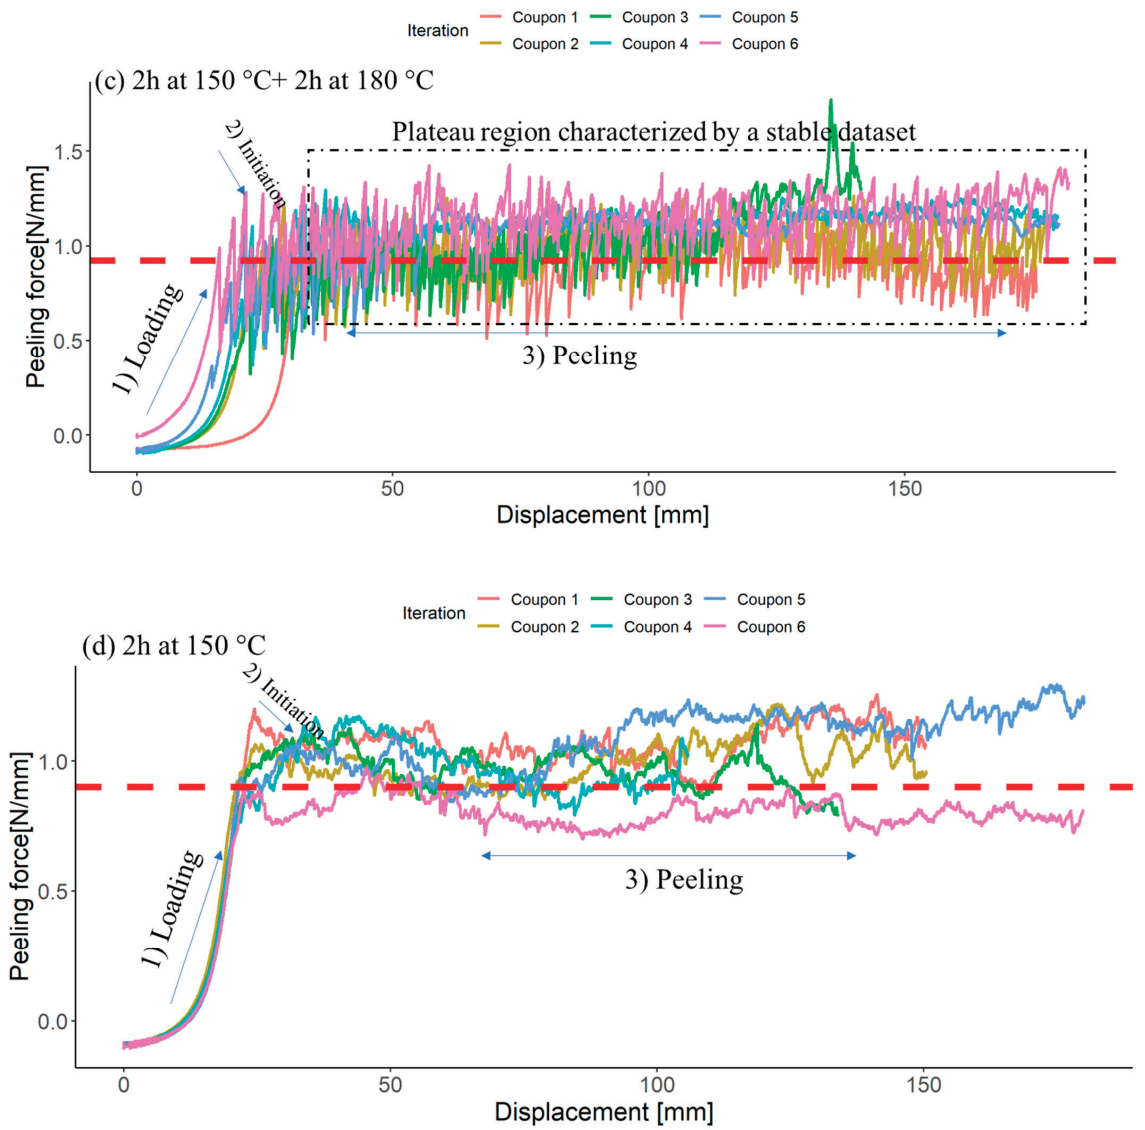 Iteration
Coupon 1 Coupon 3 Coupon 5
Coupon 2 Coupon 4 Coupon 6
(c) 2h at 150 °C+ 2h at 180 °C
Plateau region characterized by a stable dataset
2) Initiation
1) Loading
3) Peeling
Peeling force[N/mm]
1.5
1.0
0.5
0.0
0 50 100 150
Displacement [mm]
Iteration
Coupon 1 Coupon 3 Coupon 5
Coupon 2 Coupon 4 Coupon 6
(d) 2h at 150 °C
2) Initiation
1) Loading
3) Peeling
Peeling force[N/mm]
1.0
0.5
0.0
0 50 100 150
Displacement [mm]